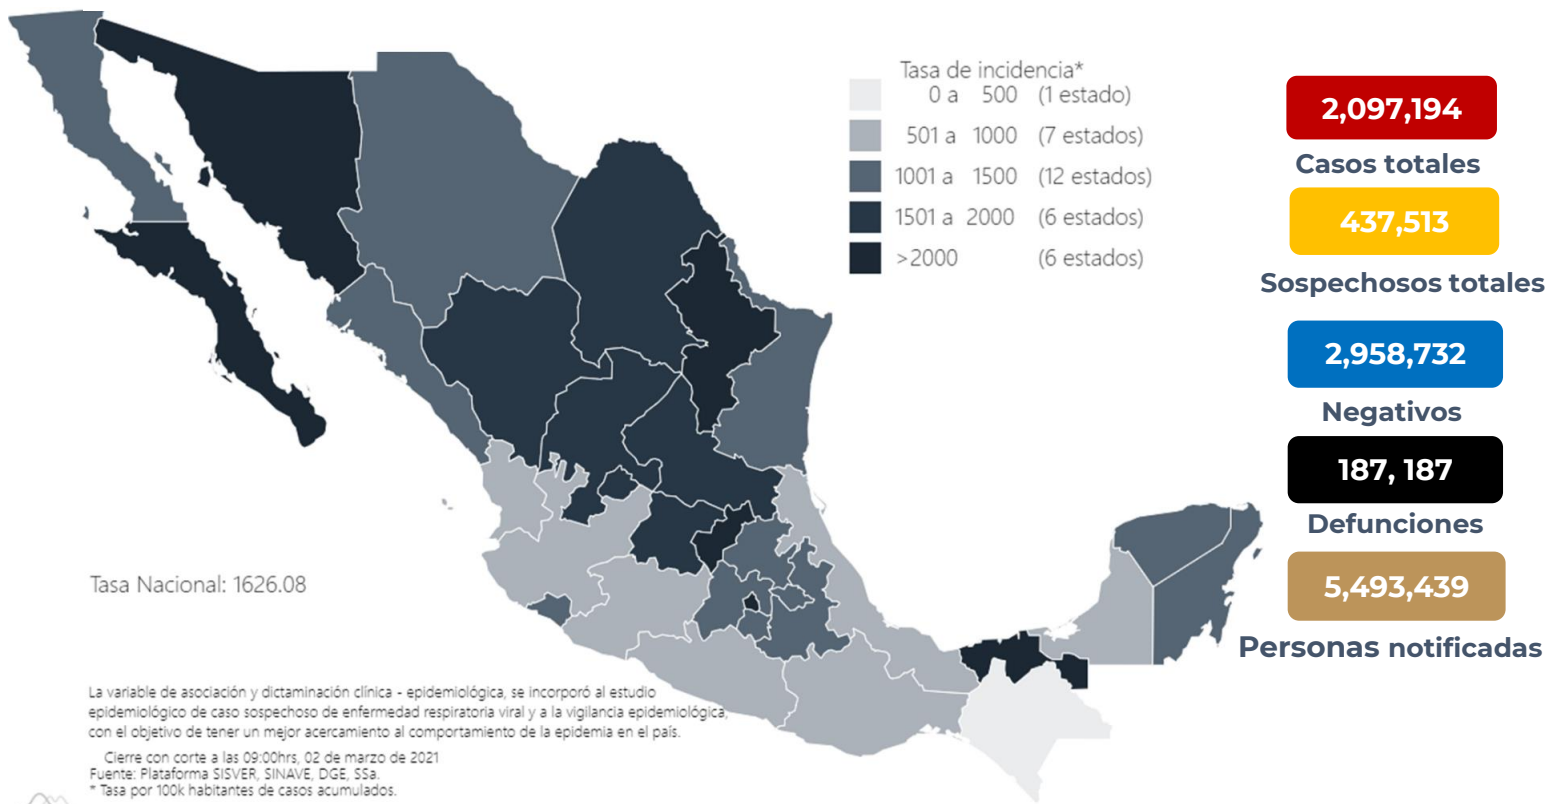 Tasa de incidencia*
0 a 500 (1 estado)
501 a 1000 (7 estados)
1001 a 1500 (12 estados)
1501 a 2000 (6 estados)
>2000 (6 estados)
2,097,194
Casos totales
437,513
Sospechosos totales
2,958,732
Negativos
187, 187
Defunciones
5,493,439
Personas notificadas
Tasa Nacional: 1626.08
La variable de asociación y dictaminación clínica - epidemiológica, se incorporó al estudio
epidemiológico de caso sospechoso de enfermedad respiratoria viral y a la vigilancia epidemiológica,
con el objetivo de tener un mejor acercamiento al comportamiento de la epidemia en el país.
Cierre con corte a las 09:00hrs, 02 de marzo de 2021
Fuente: Plataforma SISVER, SINAVE, DGE, SSa.
* Tasa por 100k habitantes de casos acumulados.